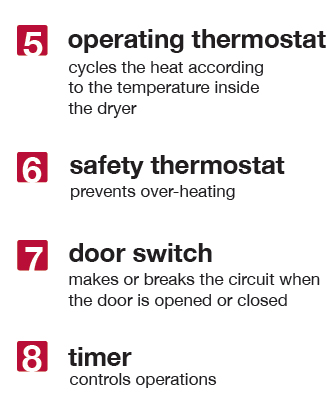 5 operating thermostat
cycles the heat according
to the temperature inside
the dryer
6 safety thermostat
prevents over-heating
7 door switch
makes or breaks the circuit when
the door is opened or closed
8 timer
controls operations